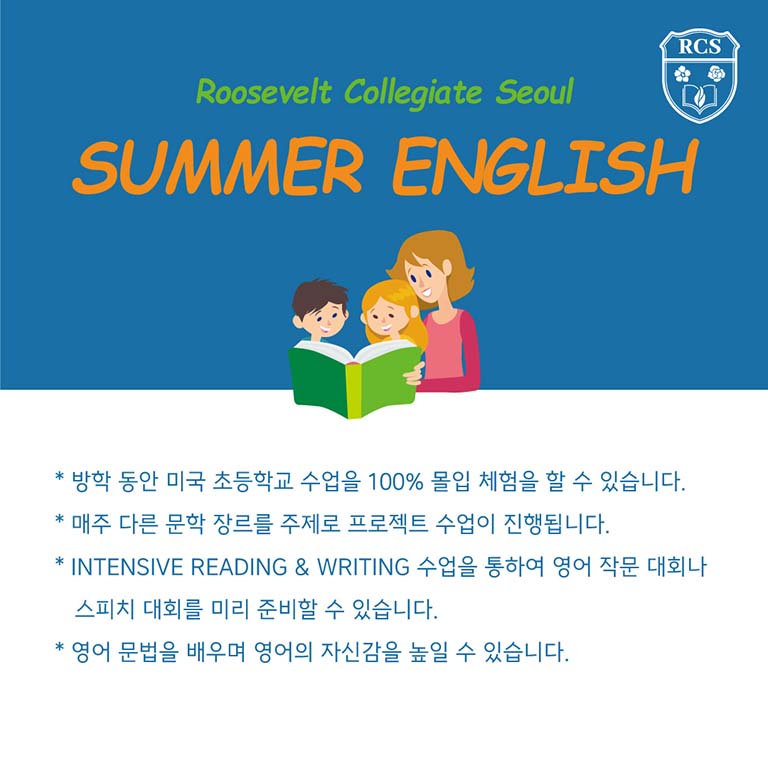 RCS
Roosevelt Collegiate Seoul
SUMMER ENGLISH
* 방학 동안 미국 초등학교 수업을 100% 몰입 체험을 할 수 있습니다.
* 매주 다른 문학 장르를 주제로 프로젝트 수업이 진행됩니다.
* INTENSIVE READING & WRITING 수업을 통하여 영어 작문 대회나
스피치 대회를 미리 준비할 수 있습니다.
* 영어 문법을 배우며 영어의 자신감을 높일 수 있습니다.